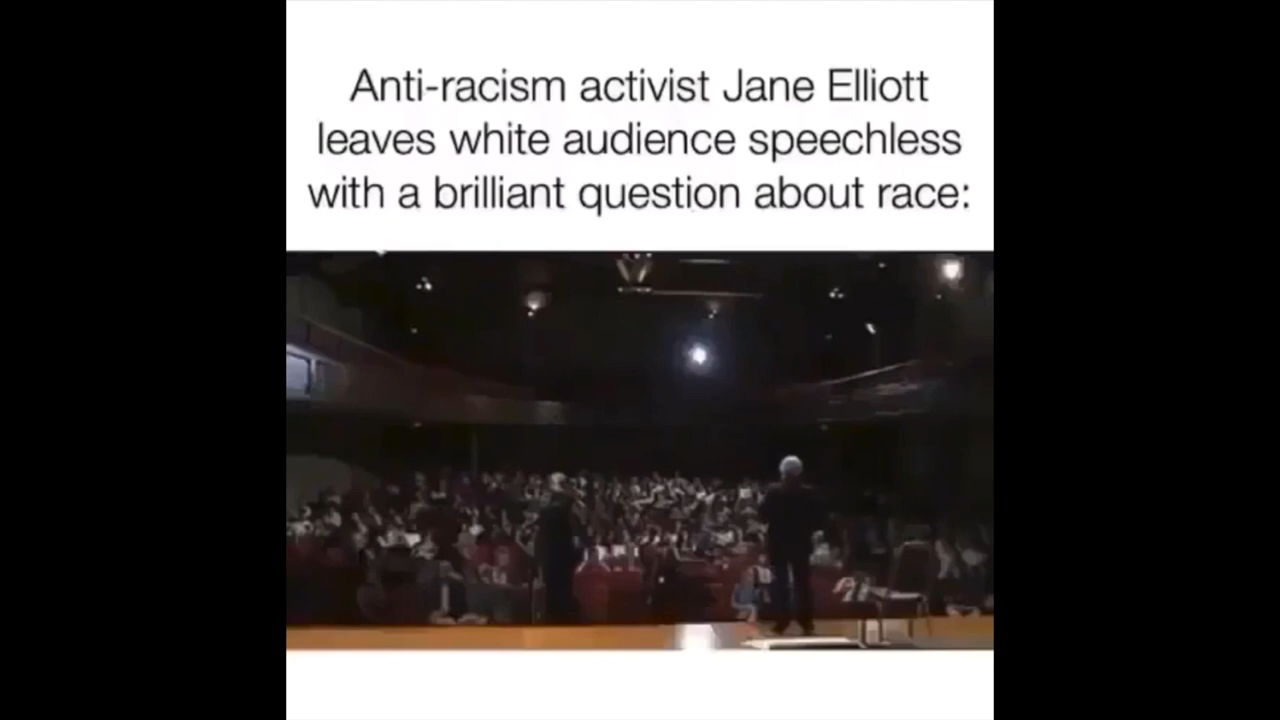 Anti-racism activist Jane Elliott
leaves white audience speechless
with a brilliant question about race: